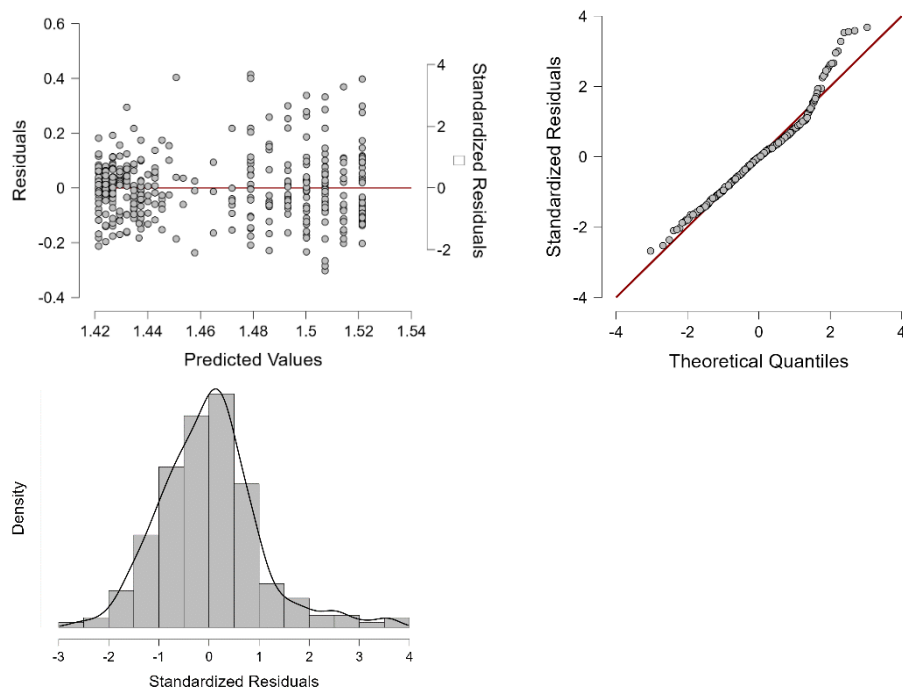 0.6
0.4
0.2
0
-0.2
-0.4
Residuals
1.42 1.44 1.46 1.48 1.5 1.52 1.54
Predicted Values
4
2
0
-2
Standardized Residuals
4
2
0
-2
-4
Standardized Residuals
-4 -2 0 2 4
Theoretical Quantiles
Density
-3 -2 -1 0 1 2 3 4
Standardized Residuals